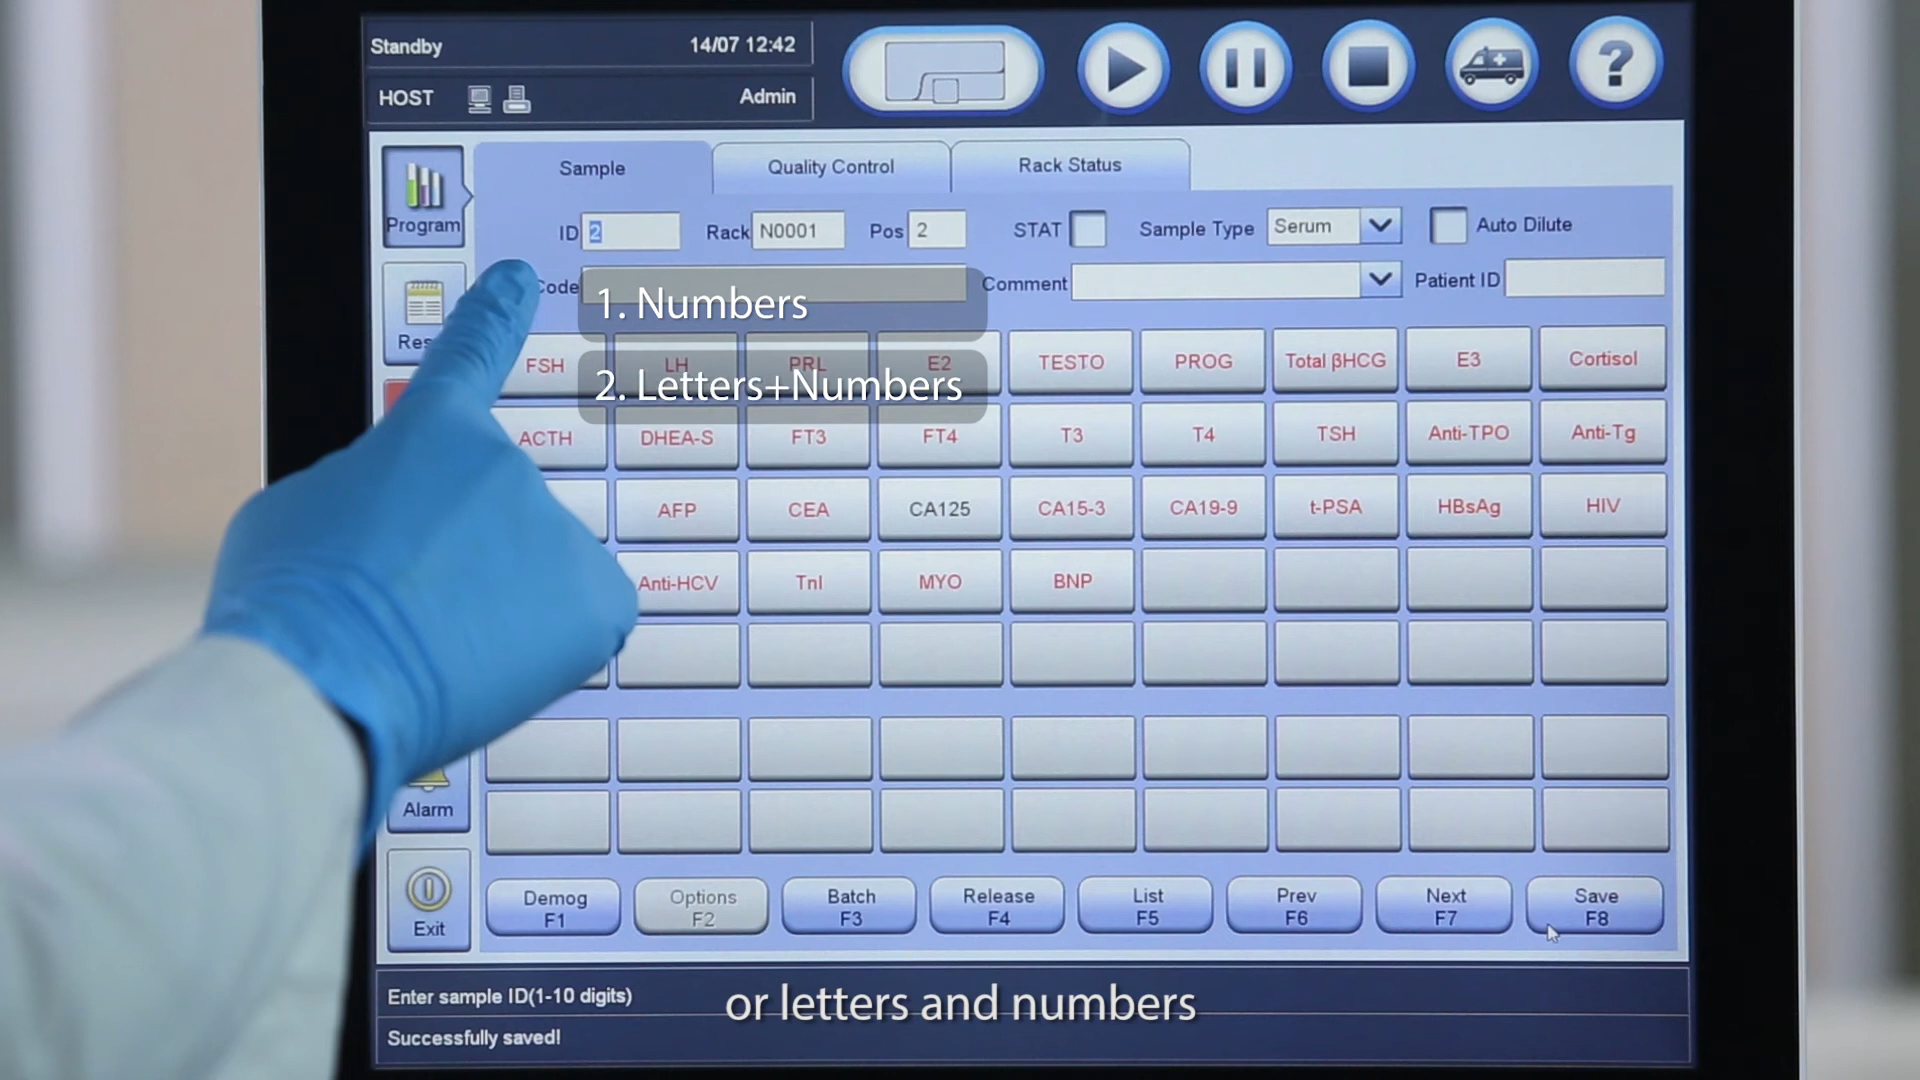 Standby 14/07 12:42
HOST Admin
?
Sample Quality Control Rack Status
Program
ID 2 Rack N0001 Pos 2 STAT Sample Type Serum Auto Dilute
Code Comment Patient ID
1. Numbers
Res
FSH LH PRL E2 TESTO PROG Total βHCG E3 Cortisol
2. Letters+Numbers
ACTH DHEA-S FT3 FT4 T3 T4 TSH Anti-TPO Anti-Tg
AFP CEA CA125 CA15-3 CA19-9 t-PSA HBsAg HIV
Anti-HCV TnI MYO BNP
Alarm
Demog Options Batch Release List Prev Next Save
F1 F2 F3 F4 F5 F6 F7 F8
Exit
Enter sample ID(1-10 digits)
or letters and numbers
Successfully saved!